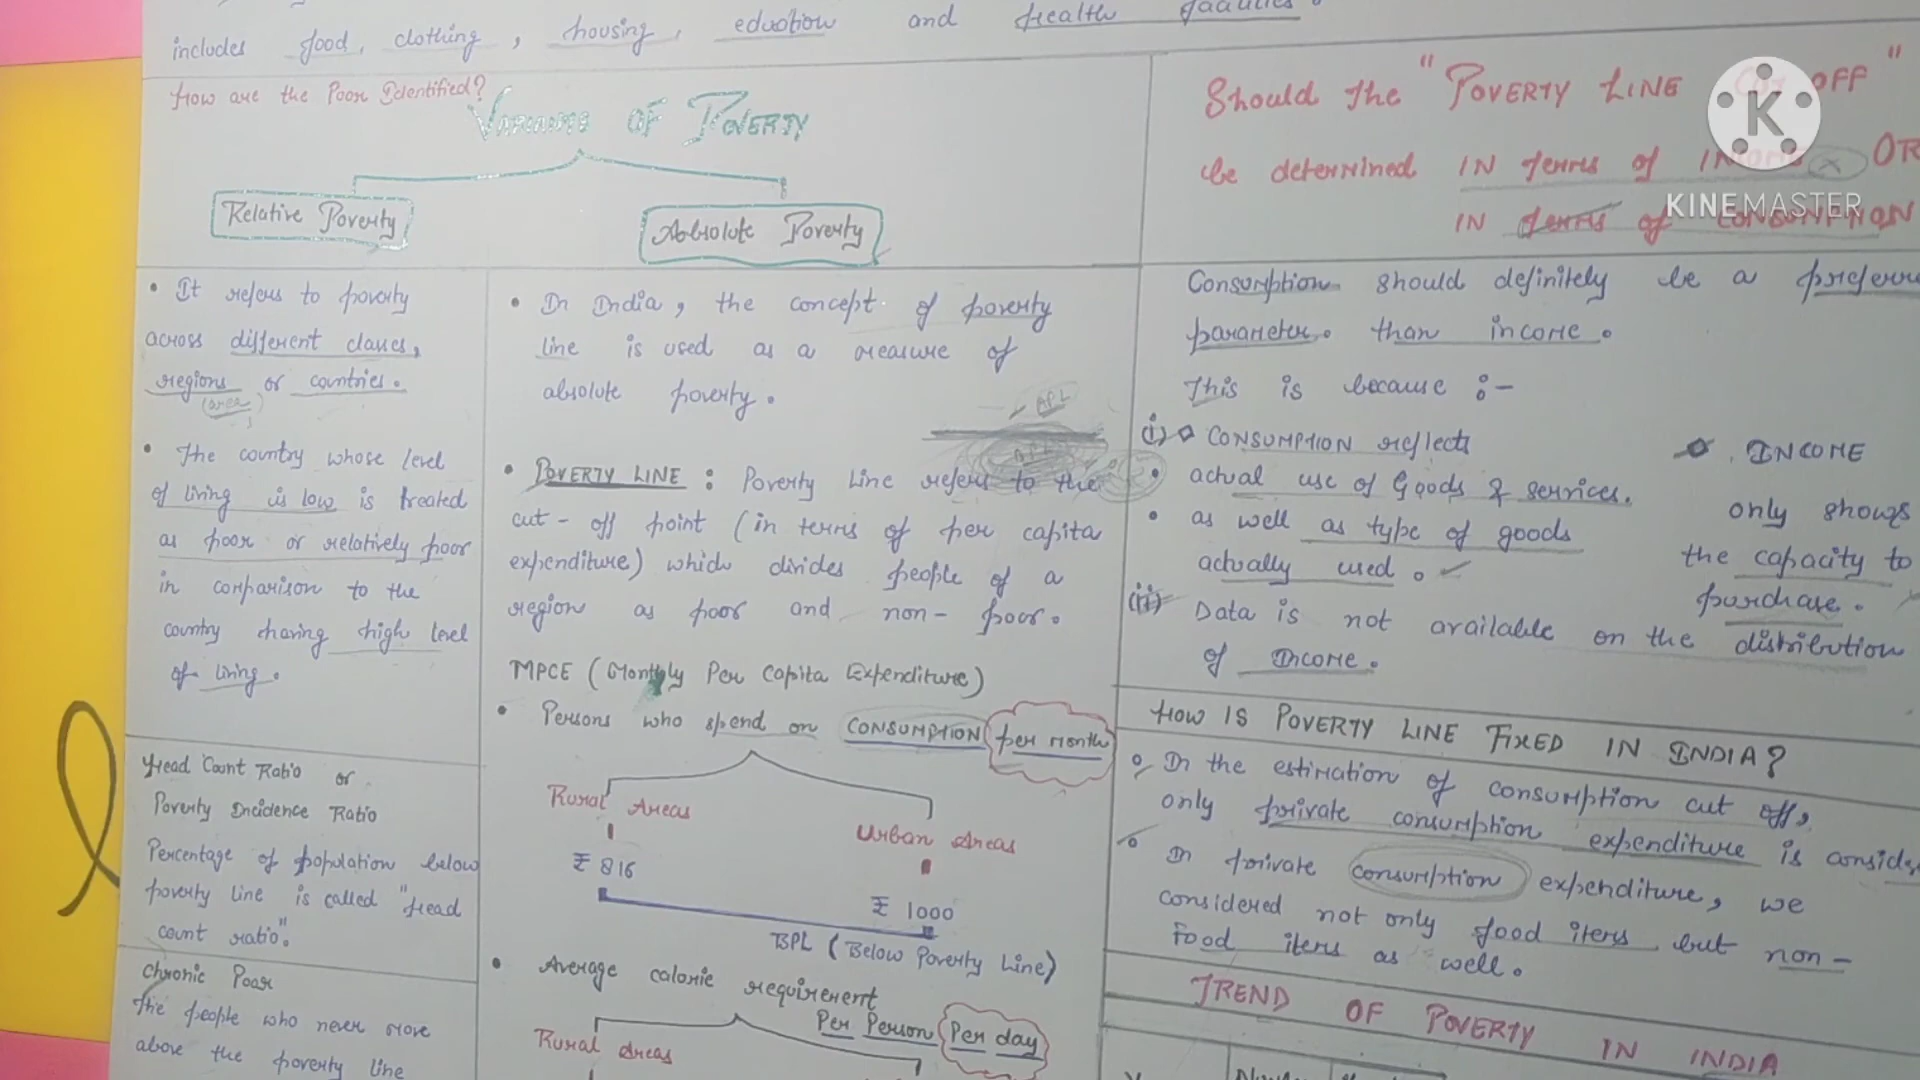 includes food, clothing, housing, eduction and health
How are the Poor Identified?
VARIANTS OF POVERTY
Relative Poverty
Absolute Poverty
• It refers to poverty
across different classes,
regions or countries.
(area)
• The country whose level
of living is low is treated
as poor or relatively poor
in comparison to the
country having high level
of living.
Head Count Ratio or
Poverty Incidence Ratio
Percentage of population below
poverty line is called "Head
count ratio".
Chronic Poor
The people who never move
above the poverty line
• In India, the concept of poverty
line is used as a measure of
absolute poverty.
APL
BPL
• POVERTY LINE : Poverty Line refers to the
cut-off point (in terms of per capita
expenditure) which divides people of a
region as poor and non-poor.
MPCE (Monthly Per Capita Expenditure)
• Persons who spend on CONSUMPTION per month
Rural Areas
Urban Areas
₹ 816
₹ 1000
BPL (Below Poverty Line)
• Average calorie requirement
Per Person Per day
Rural Areas
Should the "POVERTY LINE OFF"
be determined IN terms of INCOME OR
IN terms of CONSUMPTION
K
KINEMASTER
Consumption should definitely be a
parameter. than income.
This is because :-
(i) CONSUMPTION reflects
• actual use of Goods & services.
• as well as type of goods
actually used.
INCOME
only shows
the capacity to
purchase.
(ii) Data is not available on the distribution
of Income.
HOW IS POVERTY LINE FIXED IN INDIA?
In the estimation of consumption cut off,
only private consumption expenditure is
In private consumption expenditure, we
considered not only food items but non-
food items as well.
TREND OF POVERTY IN INDIA